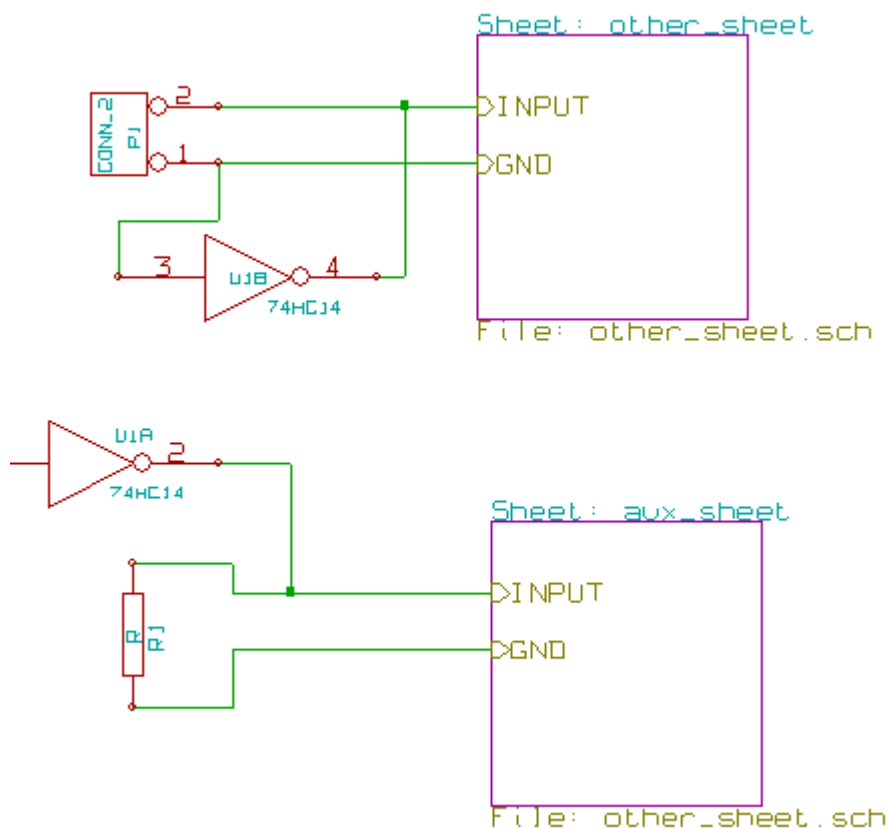 Sheet: other_sheet
CONN_2
P1
2
INPUT
1
GND
3
U1B
4
74HC14
File: other_sheet.sch
U1A
2
74HC14
Sheet: aux_sheet
R
R1
INPUT
GND
File: other_sheet.sch